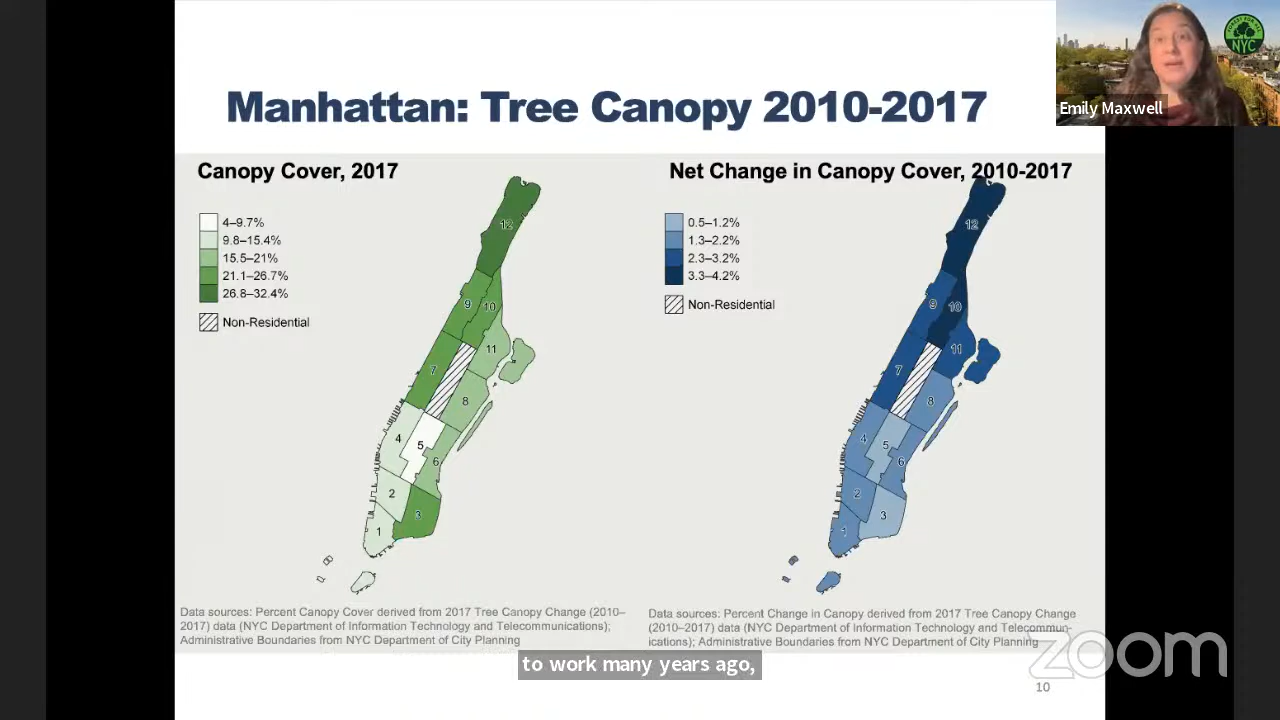 Manhattan: Tree Canopy 2010-2017
NYC
Emily Maxwell
Canopy Cover, 2017
4–9.7%
9.8–15.4%
15.5–21%
21.1–26.7%
26.8–32.4%
Non-Residential
12
9
10
11
7
8
4
5
6
2
3
1
Data sources: Percent Canopy Cover derived from 2017 Tree Canopy Change (2010–
2017) data (NYC Department of Information Technology and Telecommunications);
Administrative Boundaries from NYC Department of City Planning
Net Change in Canopy Cover, 2010-2017
0.5–1.2%
1.3–2.2%
2.3–3.2%
3.3–4.2%
Non-Residential
12
9
10
11
7
8
4
5
6
2
3
1
Data sources: Percent Change in Canopy derived from 2017 Tree Canopy Change
(2010–2017) data (NYC Department of Information Technology and Telecommun-
ications); Administrative Boundaries from NYC Department of City Planning
to work many years ago,
zoom
10